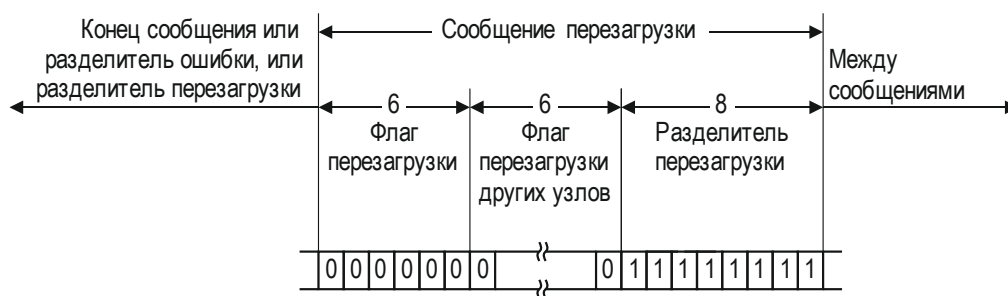 Конец сообщения или
разделитель ошибки, или
разделитель перезагрузки
Сообщение перезагрузки
Между
сообщениями
6
Флаг
перезагрузки
6
Флаг
перезагрузки
других узлов
8
Разделитель
перезагрузки
0 0 0 0 0 0 0 0 1 1 1 1 1 1 1 1